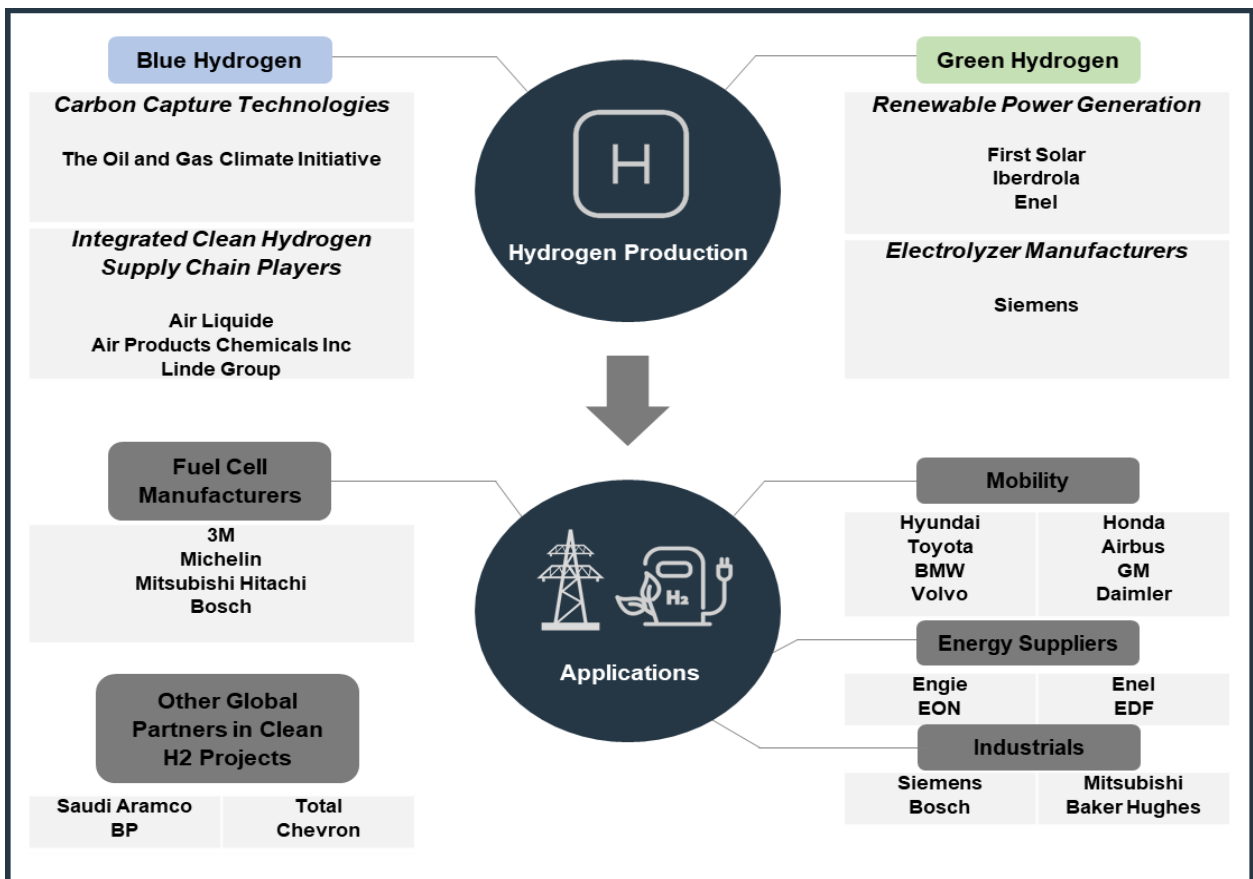 Blue Hydrogen
Carbon Capture Technologies
The Oil and Gas Climate Initiative
Integrated Clean Hydrogen
Supply Chain Players
Air Liquide
Air Products Chemicals Inc
Linde Group
H
Hydrogen Production
Green Hydrogen
Renewable Power Generation
First Solar
Iberdrola
Enel
Electrolyzer Manufacturers
Siemens
Fuel Cell
Manufacturers
3M
Michelin
Mitsubishi Hitachi
Bosch
Other Global
Partners in Clean
H2 Projects
Saudi Aramco
BP
Total
Chevron
H₂
Applications
Mobility
Hyundai
Toyota
BMW
Volvo
Honda
Airbus
GM
Daimler
Energy Suppliers
Engie
EON
Enel
EDF
Industrials
Siemens
Bosch
Mitsubishi
Baker Hughes